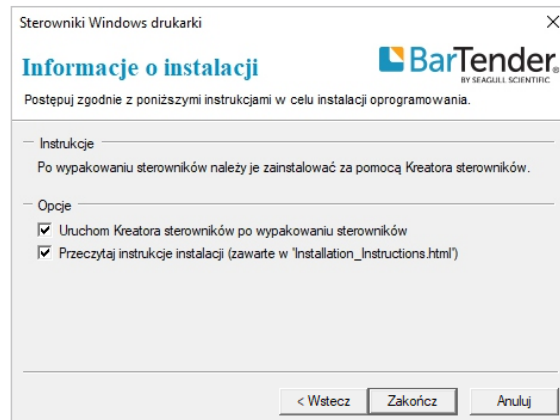 Sterowniki Windows drukarki
Informacje o instalacji
BarTender
BY SEAGULL SCIENTIFIC
Postępuj zgodnie z poniższymi instrukcjami w celu instalacji oprogramowania.
Instrukcje
Po wypakowaniu sterowników należy je zainstalować za pomocą Kreatora sterowników.
Opcje
Uruchom Kreatora sterowników po wypakowaniu sterowników
Przeczytaj instrukcje instalacji (zawarte w 'Installation_Instructions.html')
< Wstecz Zakończ Anuluj